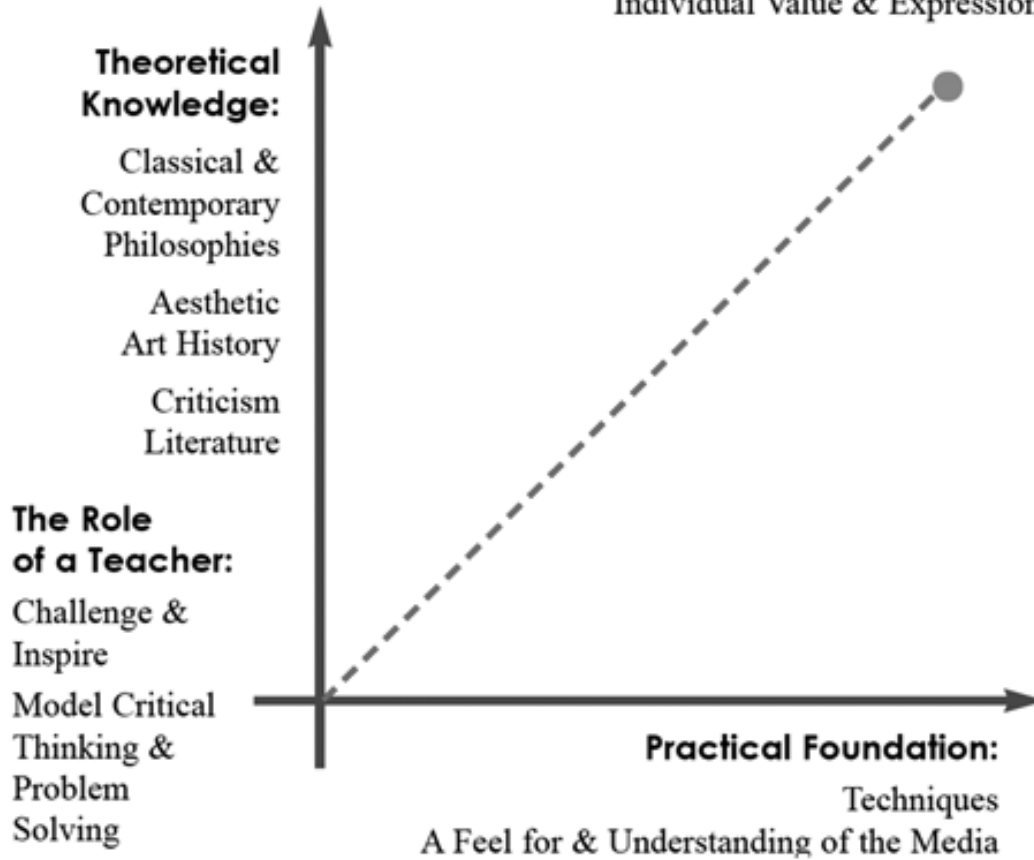 Individual Value & Expression
Theoretical
Knowledge:
Classical &
Contemporary
Philosophies
Aesthetic
Art History
Criticism
Literature
The Role
of a Teacher:
Challenge &
Inspire
Model Critical
Thinking &
Problem
Solving
Practical Foundation:
Techniques
A Feel for & Understanding of the Media